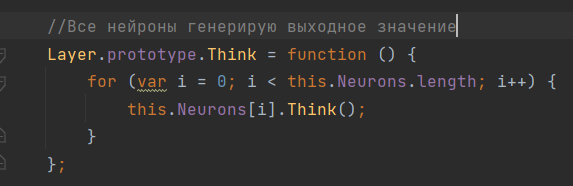 //Все нейроны генерирую выходное значение
Layer.prototype.Think = function () {
for (var i = 0; i < this.Neurons.length; i++) {
this.Neurons[i].Think();
}
};